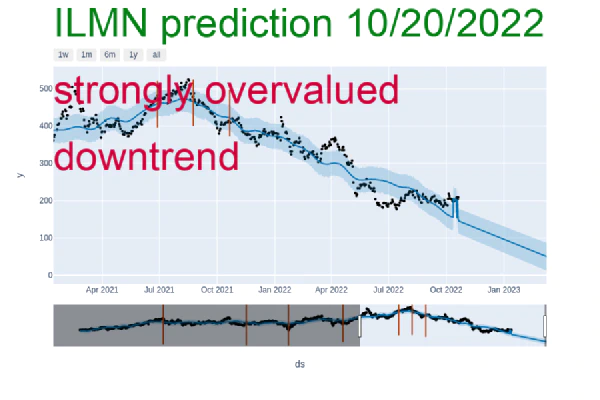 ILMN prediction 10/20/2022
1w 1m 6m 1y all
strongly overvalued
downtrend
500
400
300
200
100
0
y
Apr 2021 Jul 2021 Oct 2021 Jan 2022 Apr 2022 Jul 2022 Oct 2022 Jan 2023
ds